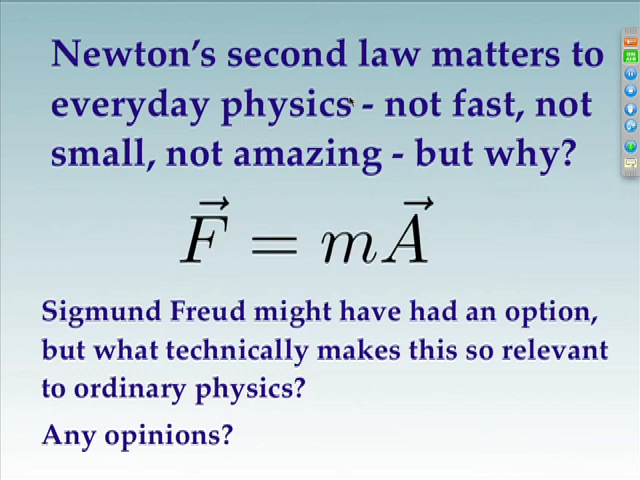 Newton's second law matters to
everyday physics - not fast, not
small, not amazing - but why?
F⃗ = mA⃗
Sigmund Freud might have had an option,
but what technically makes this so relevant
to ordinary physics?
Any opinions?